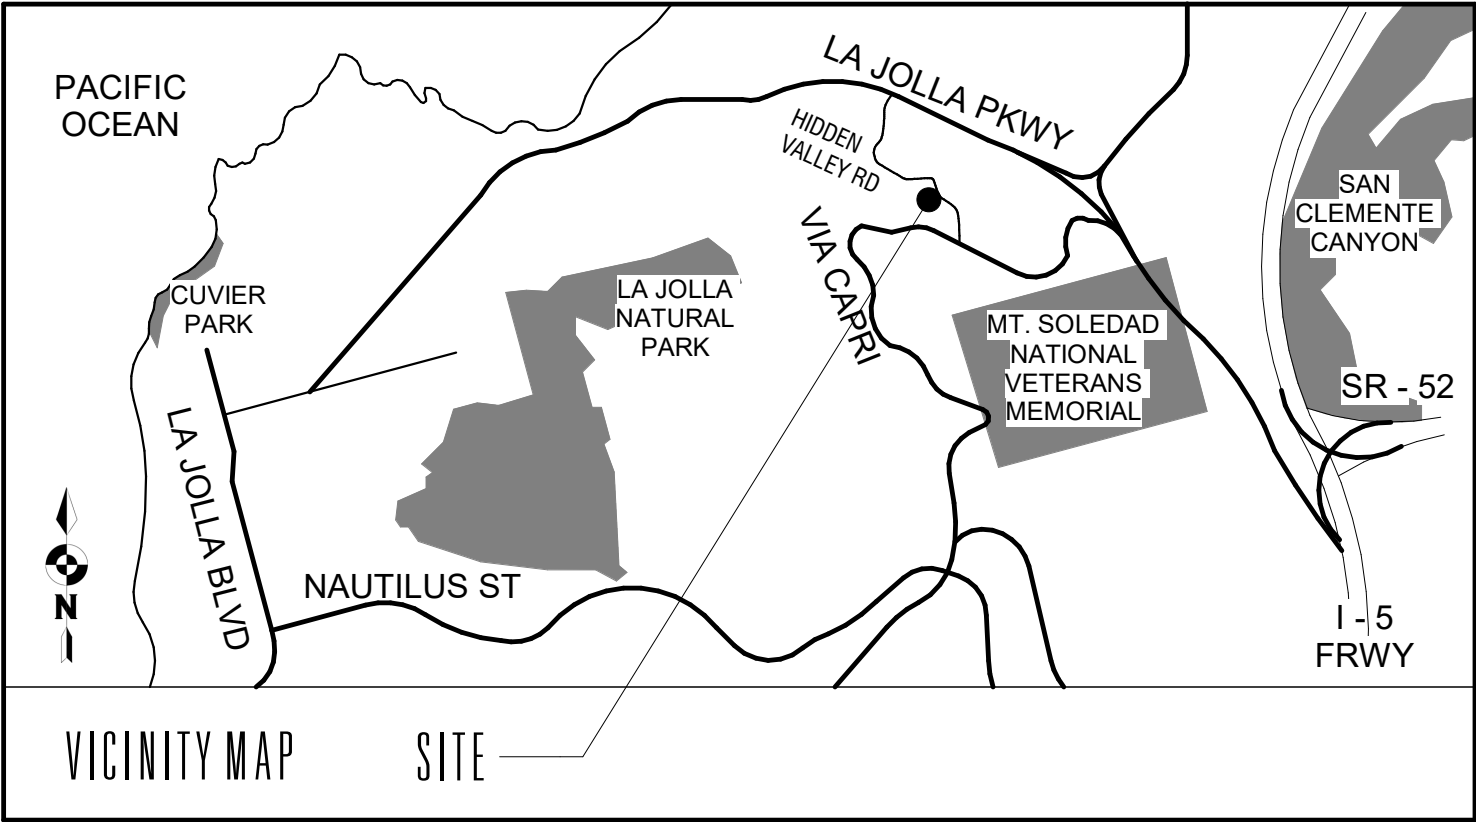 PACIFIC
OCEAN
LA JOLLA PKWY
HIDDEN
VALLEY RD
SAN
CLEMENTE
CANYON
VIA CAPRI
CUVIER
PARK
LA JOLLA
NATURAL
PARK
MT. SOLEDAD
NATIONAL
VETERANS
MEMORIAL
SR - 52
LA JOLLA BLVD
NAUTILUS ST
N
I - 5
FRWY
VICINITY MAP
SITE